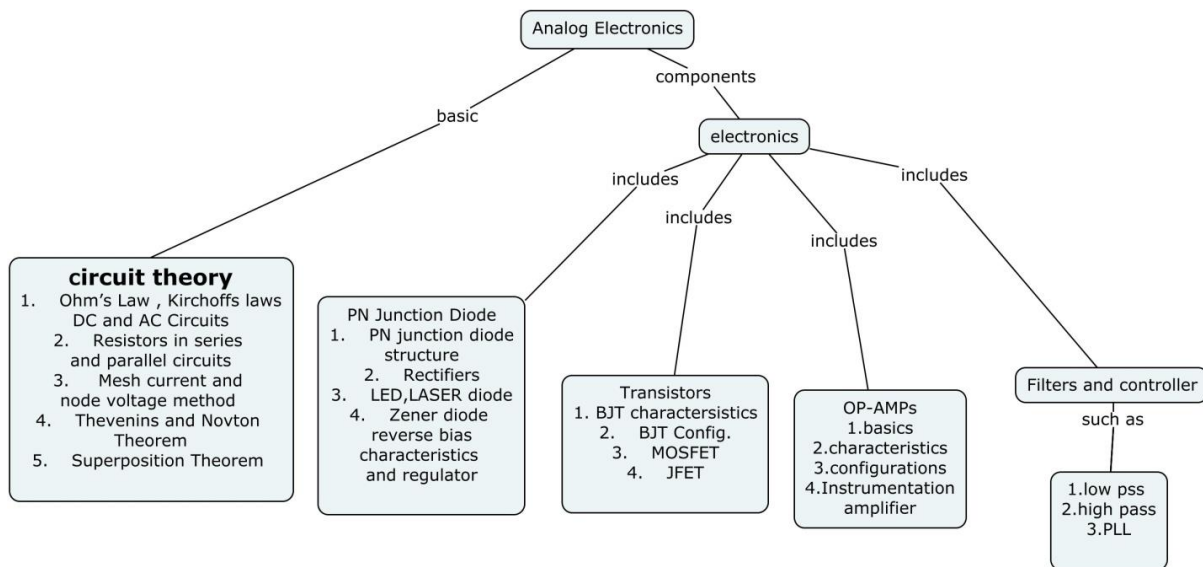 Analog Electronics
components
basic
electronics
includes
includes
includes
includes
circuit theory
1. Ohm's Law , Kirchoffs laws
DC and AC Circuits
2. Resistors in series
and parallel circuits
3. Mesh current and
node voltage method
4. Thevenins and Novton
Theorem
5. Superposition Theorem
PN Junction Diode
1. PN junction diode
structure
2. Rectifiers
3. LED,LASER diode
4. Zener diode
reverse bias
characteristics
and regulator
Transistors
1. BJT charactersistics
2. BJT Config.
3. MOSFET
4. JFET
OP-AMPs
1.basics
2.characteristics
3.configurations
4.Instrumentation
amplifier
Filters and controller
such as
1.low pss
2.high pass
3.PLL